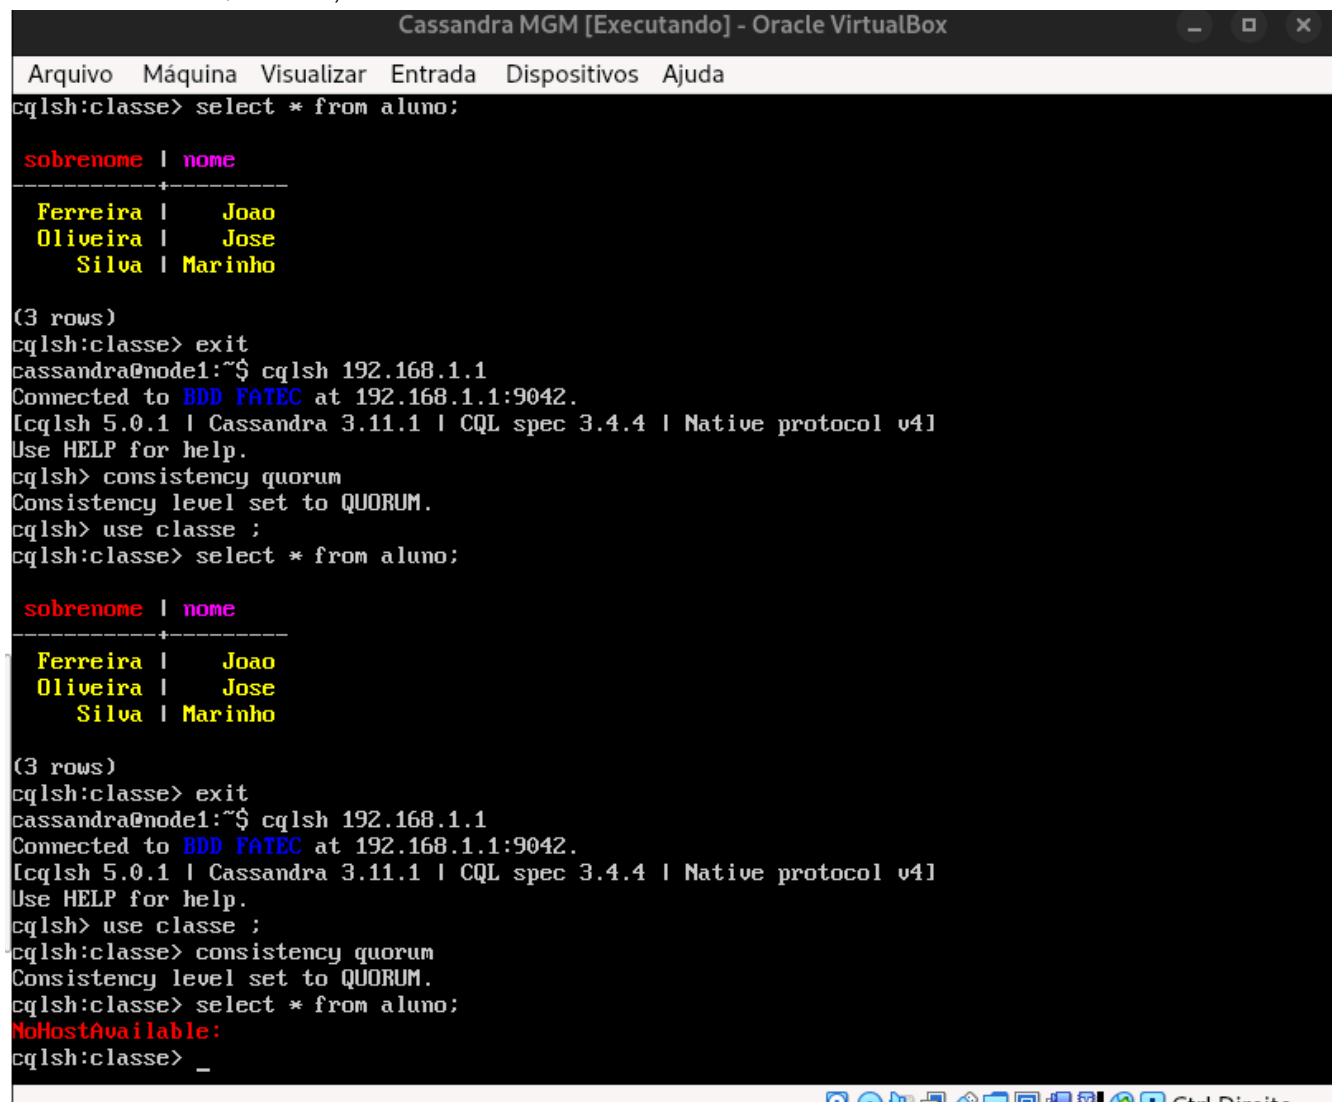 Cassandra MGM [Executando] - Oracle VirtualBox
Arquivo Máquina Visualizar Entrada Dispositivos Ajuda
cqlsh:classe> select * from aluno;
sobrenome | nome
-----------+---------
Ferreira | Joao
Oliveira | Jose
Silva | Marinho
(3 rows)
cqlsh:classe> exit
cassandra@node1:~$ cqlsh 192.168.1.1
Connected to BDD FATEC at 192.168.1.1:9042.
[cqlsh 5.0.1 | Cassandra 3.11.1 | CQL spec 3.4.4 | Native protocol v4]
Use HELP for help.
cqlsh> consistency quorum
Consistency level set to QUORUM.
cqlsh> use classe ;
cqlsh:classe> select * from aluno;
sobrenome | nome
-----------+---------
Ferreira | Joao
Oliveira | Jose
Silva | Marinho
(3 rows)
cqlsh:classe> exit
cassandra@node1:~$ cqlsh 192.168.1.1
Connected to BDD FATEC at 192.168.1.1:9042.
[cqlsh 5.0.1 | Cassandra 3.11.1 | CQL spec 3.4.4 | Native protocol v4]
Use HELP for help.
cqlsh> use classe ;
cqlsh:classe> consistency quorum
Consistency level set to QUORUM.
cqlsh:classe> select * from aluno;
NoHostAvailable:
cqlsh:classe> _
Ctrl Direito